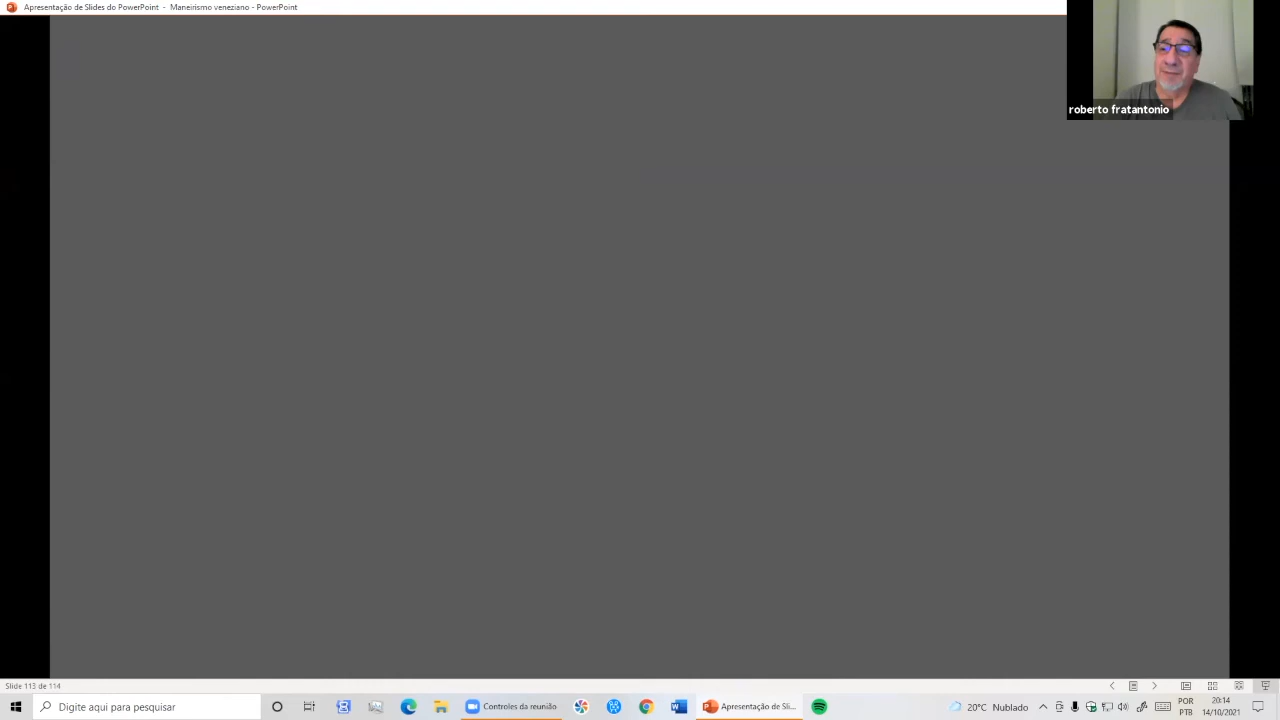 Apresentação de Slides do PowerPoint - Maneirismo veneziano - PowerPoint
roberto fratantonio
Slide 113 de 114
Digite aqui para pesquisar
Controles da reunião
Apresentação de Sli...
20°C Nublado
POR
PTB
20:14
14/10/2021